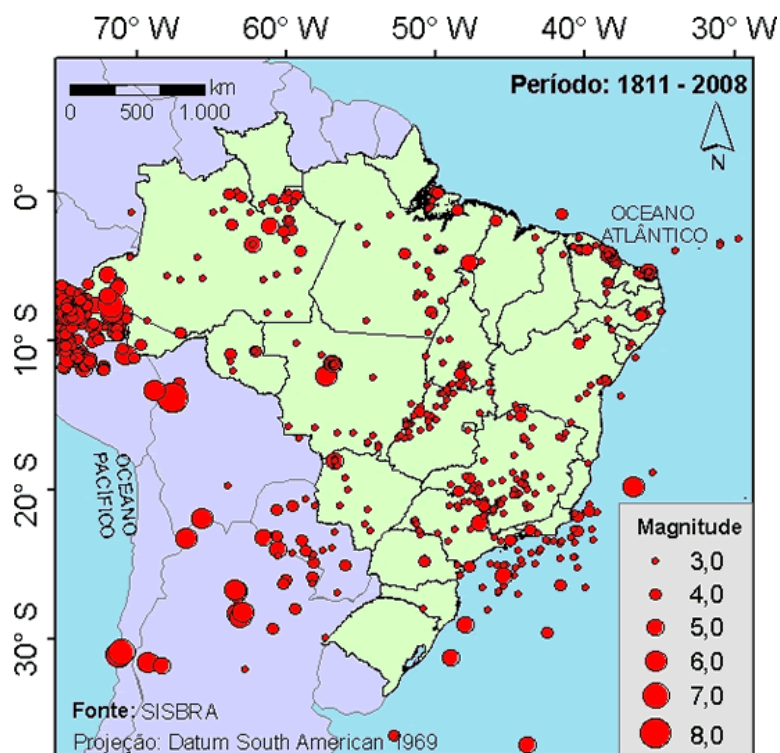 70° W 60° W 50° W 40° W 30° W
km
0 500 1.000
Período: 1811 - 2008
N
0°
OCEANO
ATLÂNTICO
10° S
OCEANO
PACÍFICO
20° S
30° S
Magnitude
3,0
4,0
5,0
6,0
7,0
8,0
Fonte: SISBRA
Projeção: Datum South American 1969